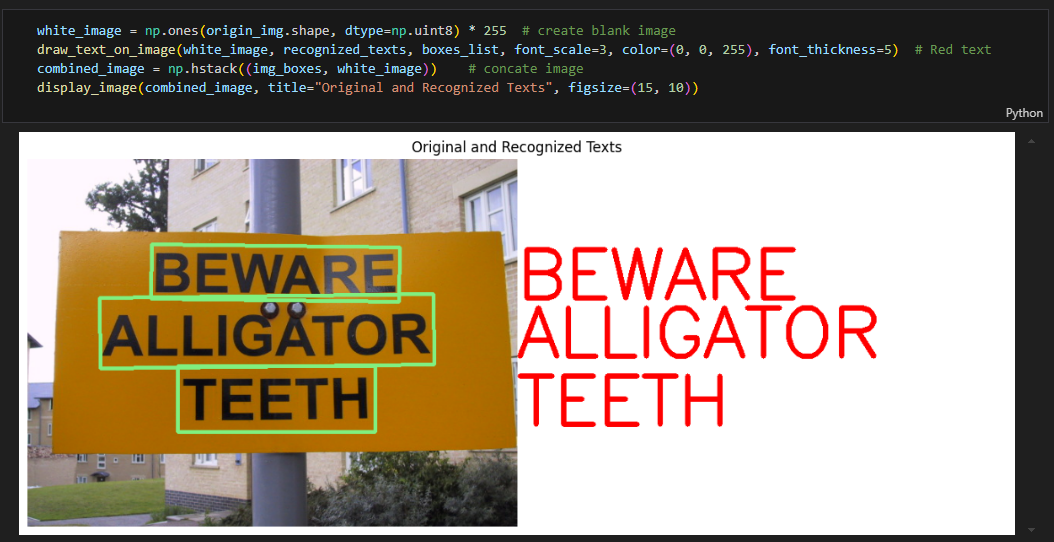 white_image = np.ones(origin_img.shape, dtype=np.uint8) * 255  # create blank image
draw_text_on_image(white_image, recognized_texts, boxes_list, font_scale=3, color=(0, 0, 255), font_thickness=5)  # Red text
combined_image = np.hstack((img_boxes, white_image))    # concate image
display_image(combined_image, title="Original and Recognized Texts", figsize=(15, 10))
Python
Original and Recognized Texts
BEWARE
ALLIGATOR
TEETH
BEWARE
ALLIGATOR
TEETH